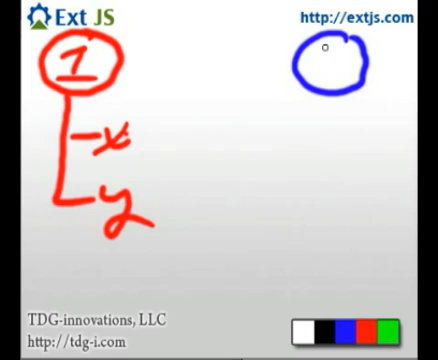 Ext JS
http://extjs.com
1
x
y
TDG-innovations, LLC
http://tdg-i.com